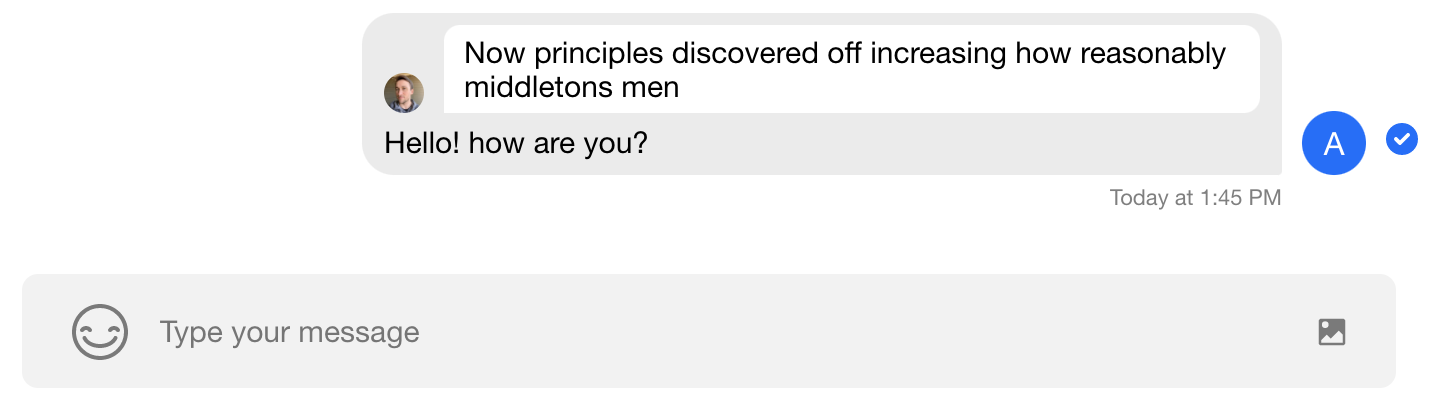 Now principles discovered off increasing how reasonably
middletons men
Hello! how are you?
A
Today at 1:45 PM
Type your message